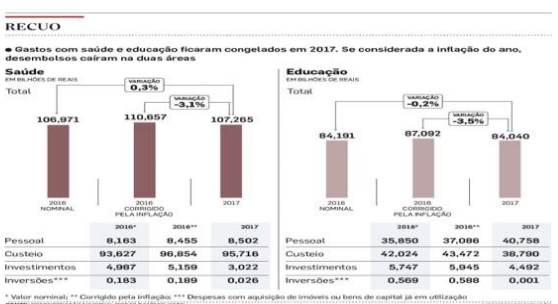 RECUO
● Gastos com saúde e educação ficaram congelados em 2017. Se considerada a inflação do ano,
desembolsos caíram na duas áreas
Saúde
EM BILHÕES DE REAIS
Total
VARIAÇÃO
0,3%
VARIAÇÃO
-3,1%
106,971
110,657
107,265
2016
NOMINAL
2016
CORRIGIDO
PELA INFLAÇÃO
2017
2016* 2016** 2017
Pessoal 8,163 8,455 8,502
Custeio 93,627 96,854 95,716
Investimentos 4,987 5,159 3,022
Inversões*** 0,183 0,189 0,026
Educação
EM BILHÕES DE REAIS
Total
VARIAÇÃO
-0,2%
VARIAÇÃO
-3,5%
84,191
87,092
84,040
2016
NOMINAL
2016
CORRIGIDO
PELA INFLAÇÃO
2017
2016* 2016** 2017
Pessoal 35,850 37,086 40,758
Custeio 42,024 43,472 38,790
Investimentos 5,747 5,945 4,492
Inversões*** 0,569 0,588 0,001
* Valor nominal; ** Corrigido pela inflação; *** Despesas com aquisição de imóveis ou bens de capital já em utilização